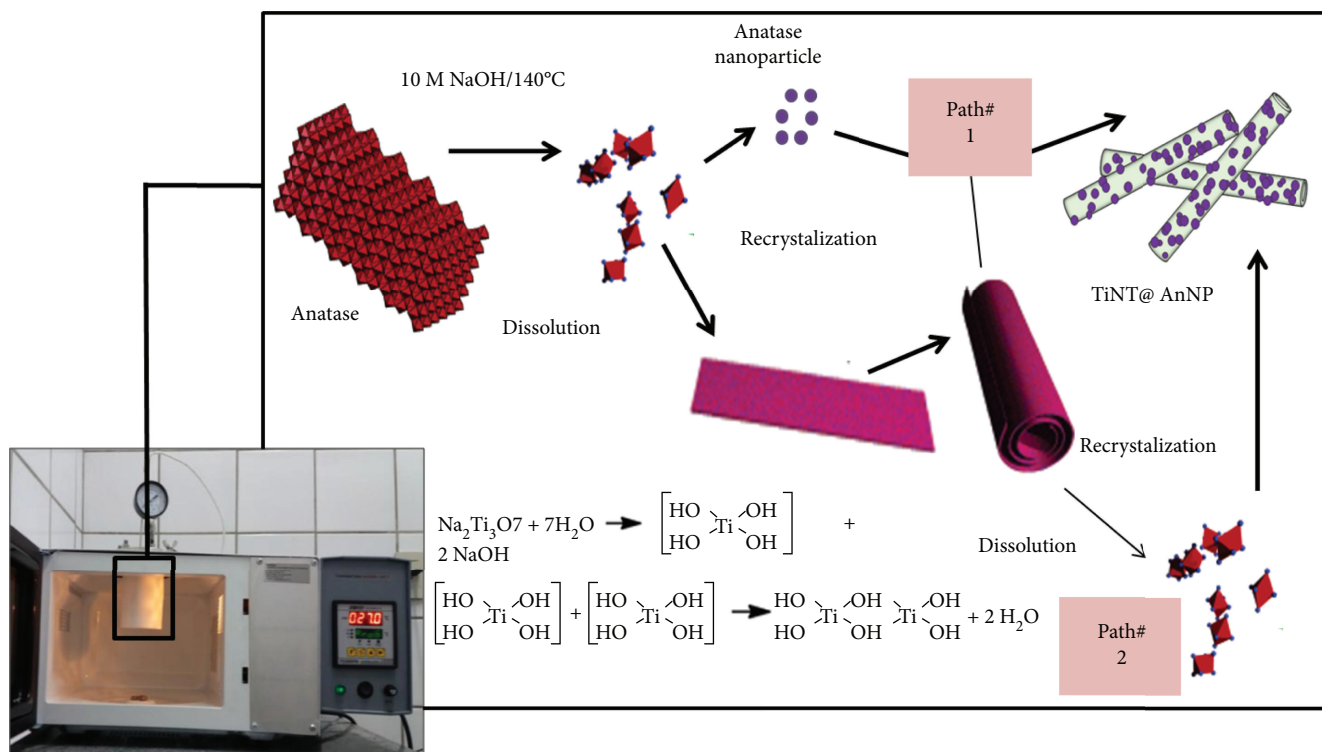 Anatase
nanoparticle
10 M NaOH/140°C
Path#
1
Recrystalization
TiNT@ AnNP
Anatase
Dissolution
Recrystalization
Na₂Ti₃O7 + 7H₂O
2 NaOH
HO OH
Ti
HO OH
+
Dissolution
HO OH
Ti
HO OH
+
HO OH
Ti
HO OH
HO OH OH
Ti Ti
HO OH OH
+ 2 H₂O
Path#
2
027.0